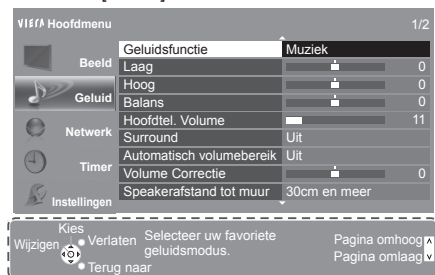 VIErA Hoofdmenu 1/2
Beeld
Geluid
Netwerk
Timer
Instellingen
Geluidsfunctie Muziek
Laag 0
Hoog 0
Balans 0
Hoofdtel. Volume 11
Surround Uit
Automatisch volumebereik Uit
Volume Correctie 0
Speakerafstand tot muur 30cm en meer
Kies
Wijzigen
Verlaten
Terug naar
Selecteer uw favoriete
geluidsmodus.
Pagina omhoog
Pagina omlaag